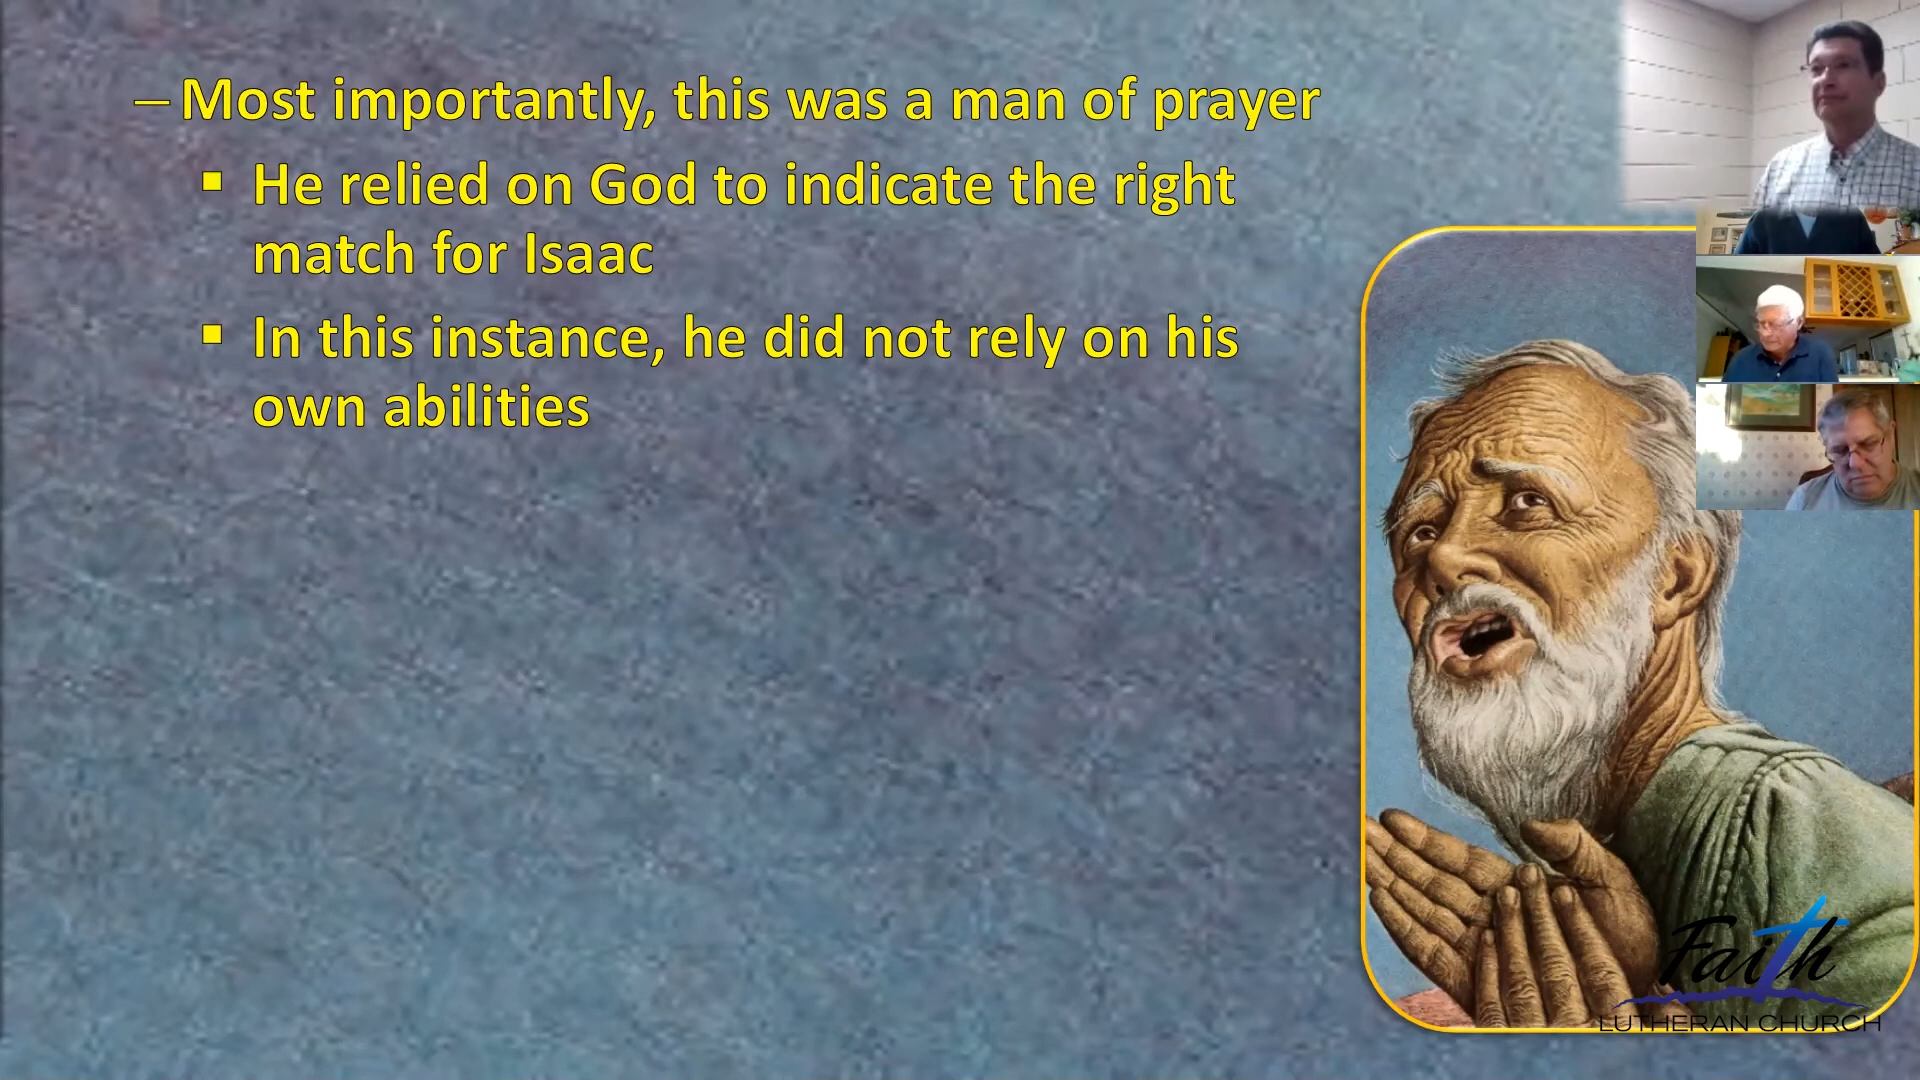 – Most importantly, this was a man of prayer
▪ He relied on God to indicate the right
match for Isaac
▪ In this instance, he did not rely on his
own abilities
Faith
LUTHERAN CHURCH